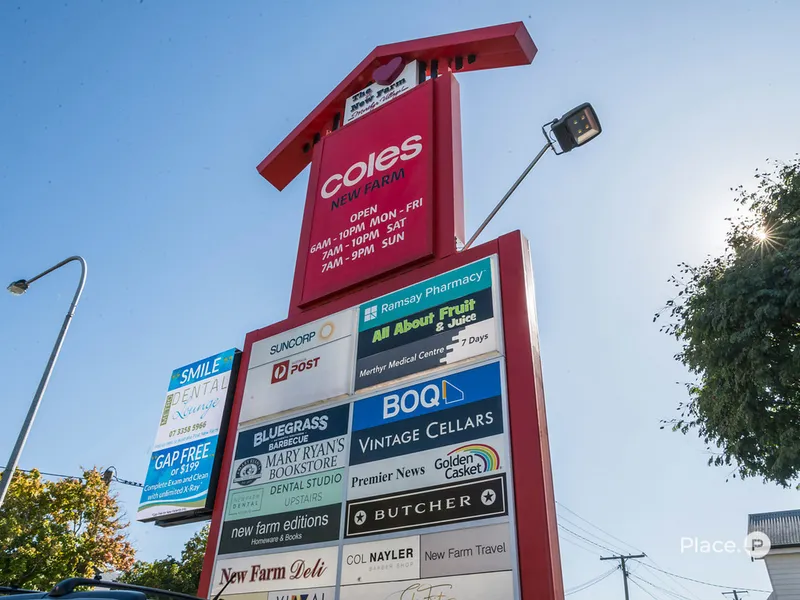 The
New Farm
coles
NEW FARM
OPEN
6AM - 10PM MON - FRI
7AM - 10PM SAT
7AM - 9PM SUN
SUNCORP
POST
Ramsay Pharmacy
All About Fruit
& Juice
Merthyr Medical Centre 7 Days
SMILE
DENTAL
Lounge
07 3358 5966
GAP FREE
or $199
Complete Exam and Clean
with unlimited X-Ray
BLUEGRASS
BARBECUE
MARY RYAN'S
BOOKSTORE
DENTAL STUDIO
UPSTAIRS
new farm editions
Homeware & Books
BOQ
VINTAGE CELLARS
Premier News
Golden
Casket
BUTCHER
New Farm Deli
COL NAYLER
BARBER SHOP
New Farm Travel
Place.